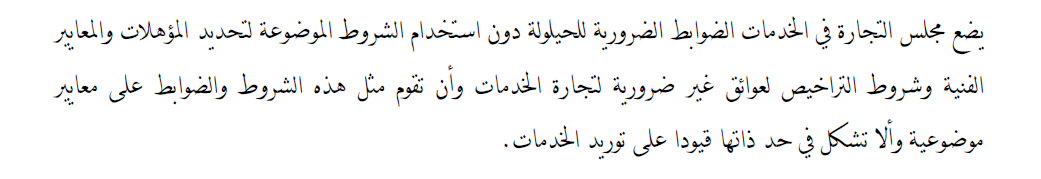 يضع مجلس التجارة في الخدمات الضوابط الضرورية للحيلولة دون استخدام الشروط الموضوعة لتحديد المؤهلات والمعايير
الفنية وشروط التراخيص لعوائق غير ضرورية لتجارة الخدمات وأن تقوم مثل هذه الشروط والضوابط على معايير
موضوعية وألا تشكل في حد ذاتها قيودا على توريد الخدمات.